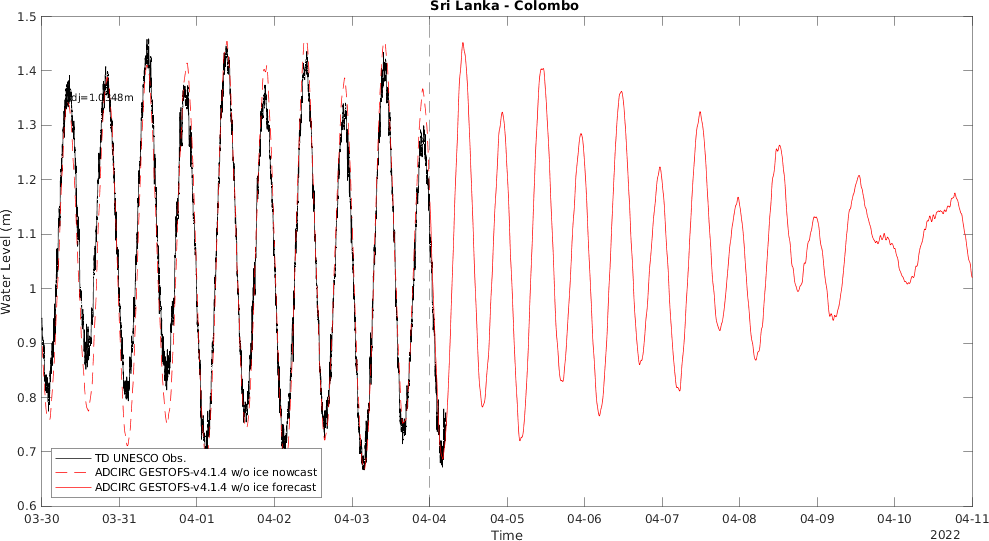 Sri Lanka - Colombo
Water Level (m)
1.5
1.4
1.3
1.2
1.1
1
0.9
0.8
0.7
0.6
TD UNESCO Obs.
ADCIRC GESTOFS-v4.1.4 w/o ice nowcast
ADCIRC GESTOFS-v4.1.4 w/o ice forecast
03-30 03-31 04-01 04-02 04-03 04-04 04-05 04-06 04-07 04-08 04-09 04-10 04-11
Time
2022